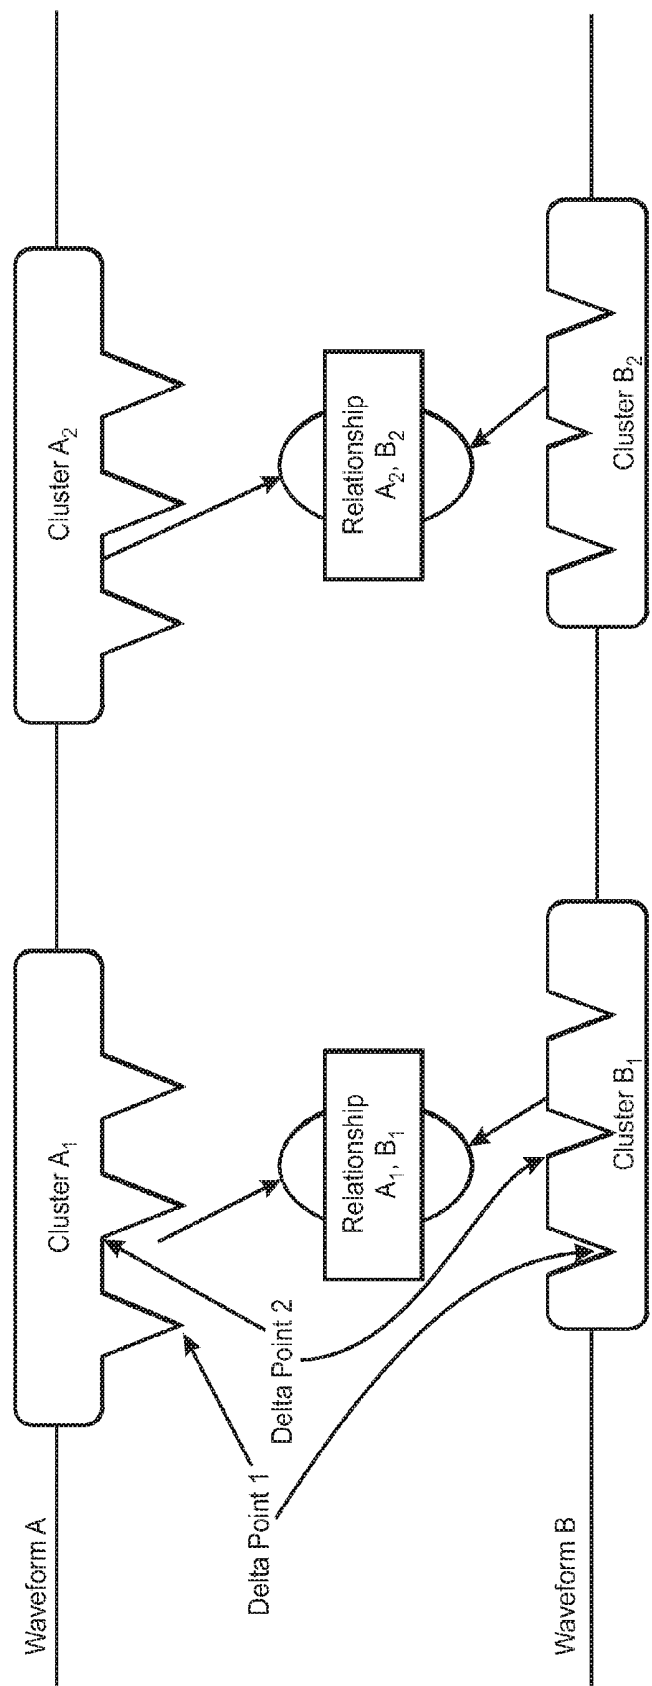 Waveform A
Cluster A₁
Cluster A₂
Delta Point 1
Delta Point 2
Relationship
A₁, B₁
Relationship
A₂, B₂
Waveform B
Cluster B₁
Cluster B₂